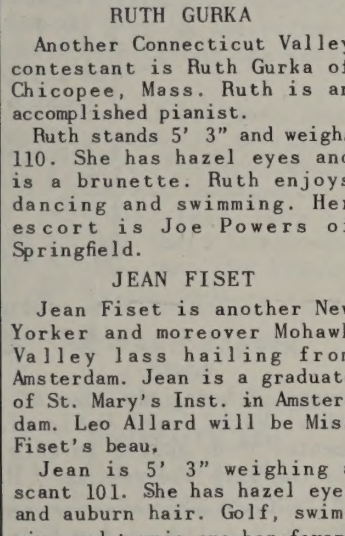 RUTH GURKA
Another Connecticut Valley
contestant is Ruth Gurka of
Chicopee, Mass. Ruth is an
accomplished pianist.
Ruth stands 5' 3" and weigh
110. She has hazel eyes and
is a brunette. Ruth enjoys
dancing and swimming. Her
escort is Joe Powers of
Springfield.
JEAN FISET
Jean Fiset is another New
Yorker and moreover Mohawk
Valley lass hailing from
Amsterdam. Jean is a graduat
of St. Mary's Inst. in Amster
dam. Leo Allard will be Mis
Fiset's beau.
Jean is 5' 3" weighing a
scant 101. She has hazel eye
and auburn hair. Golf, swim